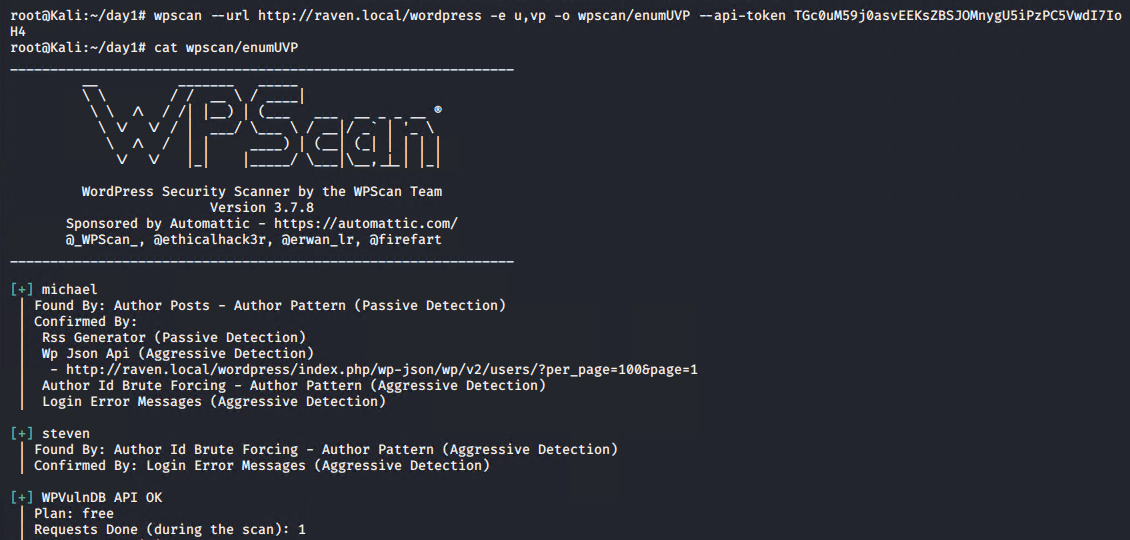 root@Kali:~/day1# wpscan --url http://raven.local/wordpress -e u,vp -o wpscan/enumUVP --api-token TGc0uM59j0asvEEKsZBSJOMnygU5iPzPC5VwdI7Io
H4
root@Kali:~/day1# cat wpscan/enumUVP
WPScan ®
WordPress Security Scanner by the WPScan Team
Version 3.7.8
Sponsored by Automattic - https://automattic.com/
@_WPScan_, @ethicalhack3r, @erwan_lr, @firefart
[+] michael
| Found By: Author Posts - Author Pattern (Passive Detection)
| Confirmed By:
|  Rss Generator (Passive Detection)
|  Wp Json Api (Aggressive Detection)
|   - http://raven.local/wordpress/index.php/wp-json/wp/v2/users/?per_page=100&page=1
|  Author Id Brute Forcing - Author Pattern (Aggressive Detection)
|  Login Error Messages (Aggressive Detection)
[+] steven
| Found By: Author Id Brute Forcing - Author Pattern (Aggressive Detection)
| Confirmed By: Login Error Messages (Aggressive Detection)
[+] WPVulnDB API OK
| Plan: free
| Requests Done (during the scan): 1